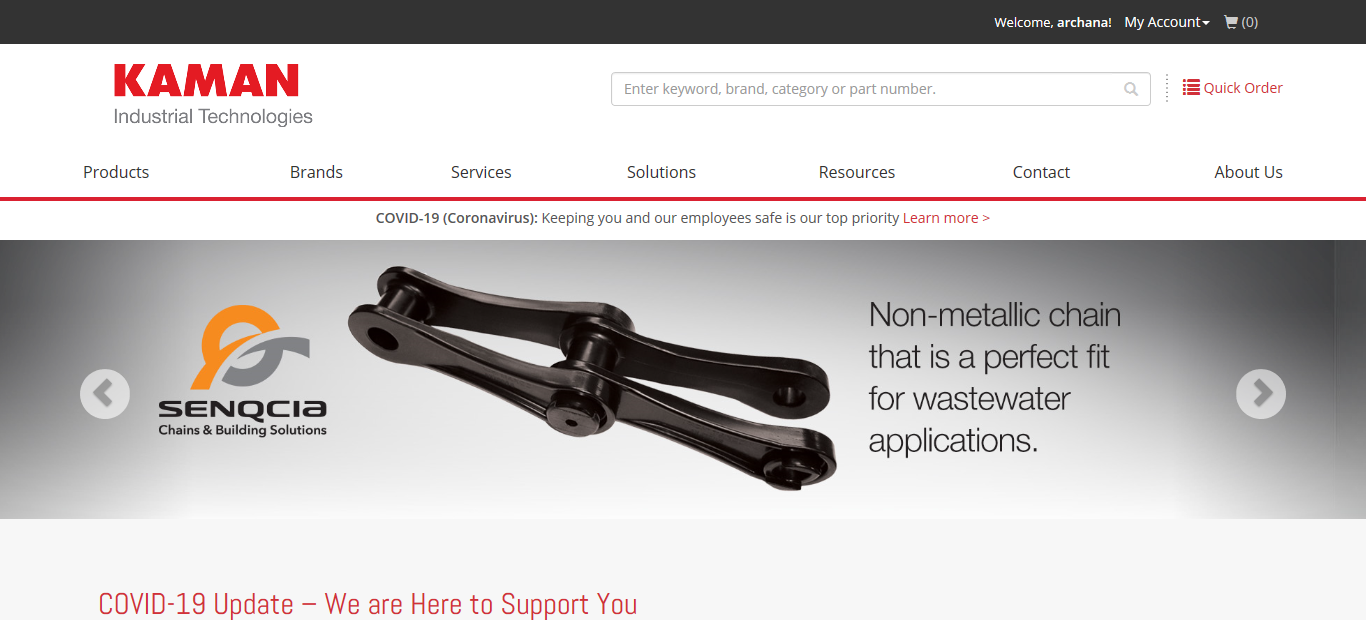 Welcome, archana! My Account (0)
KAMAN
Industrial Technologies
Enter keyword, brand, category or part number.
Quick Order
Products Brands Services Solutions Resources Contact About Us
COVID-19 (Coronavirus): Keeping you and our employees safe is our top priority Learn more >
SENQCIA
Chains & Building Solutions
Non-metallic chain
that is a perfect fit
for wastewater
applications.
COVID-19 Update – We are Here to Support You